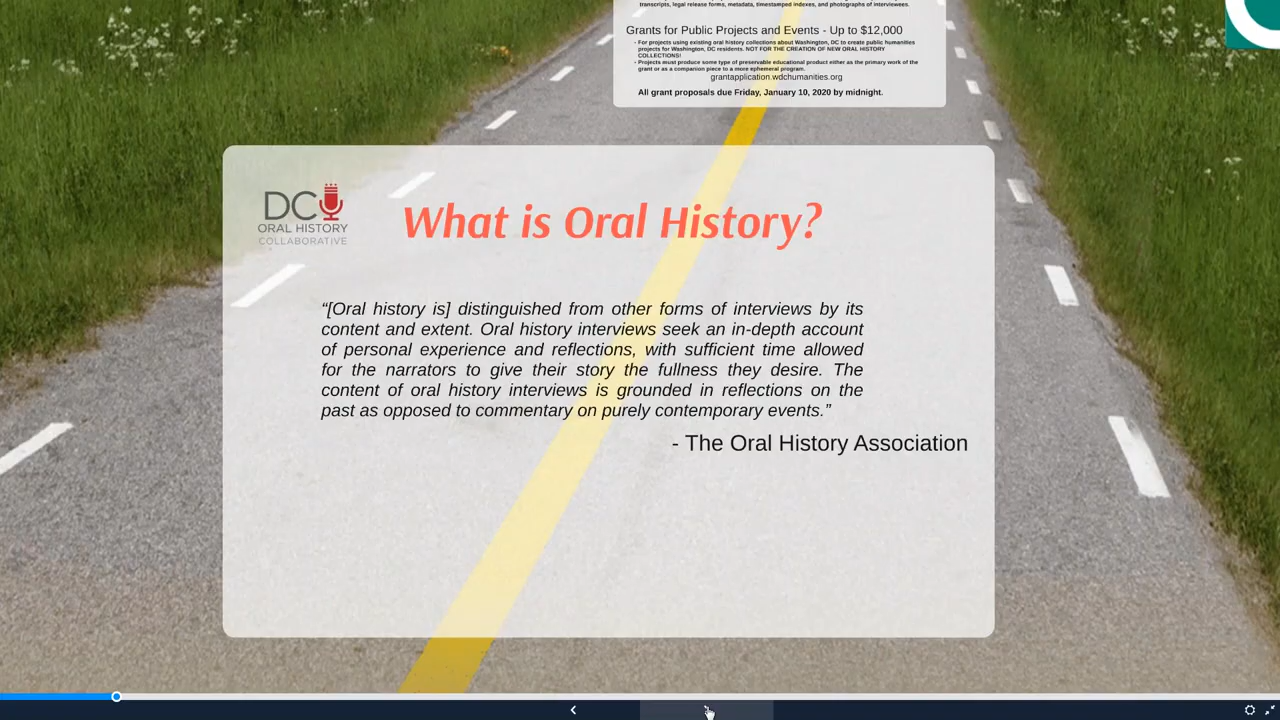 transcripts, legal release forms, metadata, timestamped indexes, and photographs of interviewees.
Grants for Public Projects and Events - Up to $12,000
- For projects using existing oral history collections about Washington, DC to create public humanities
projects for Washington, DC residents. NOT FOR THE CREATION OF NEW ORAL HISTORY
COLLECTIONS!
- Projects must produce some type of preservable educational product either as the primary work of the
grant or as a companion piece to a more ephemeral program.
grantapplication.wdchumanities.org
All grant proposals due Friday, January 10, 2020 by midnight.
DC
ORAL HISTORY
COLLABORATIVE
What is Oral History?
“[Oral history is] distinguished from other forms of interviews by its
content and extent. Oral history interviews seek an in-depth account
of personal experience and reflections, with sufficient time allowed
for the narrators to give their story the fullness they desire. The
content of oral history interviews is grounded in reflections on the
past as opposed to commentary on purely contemporary events.”
- The Oral History Association